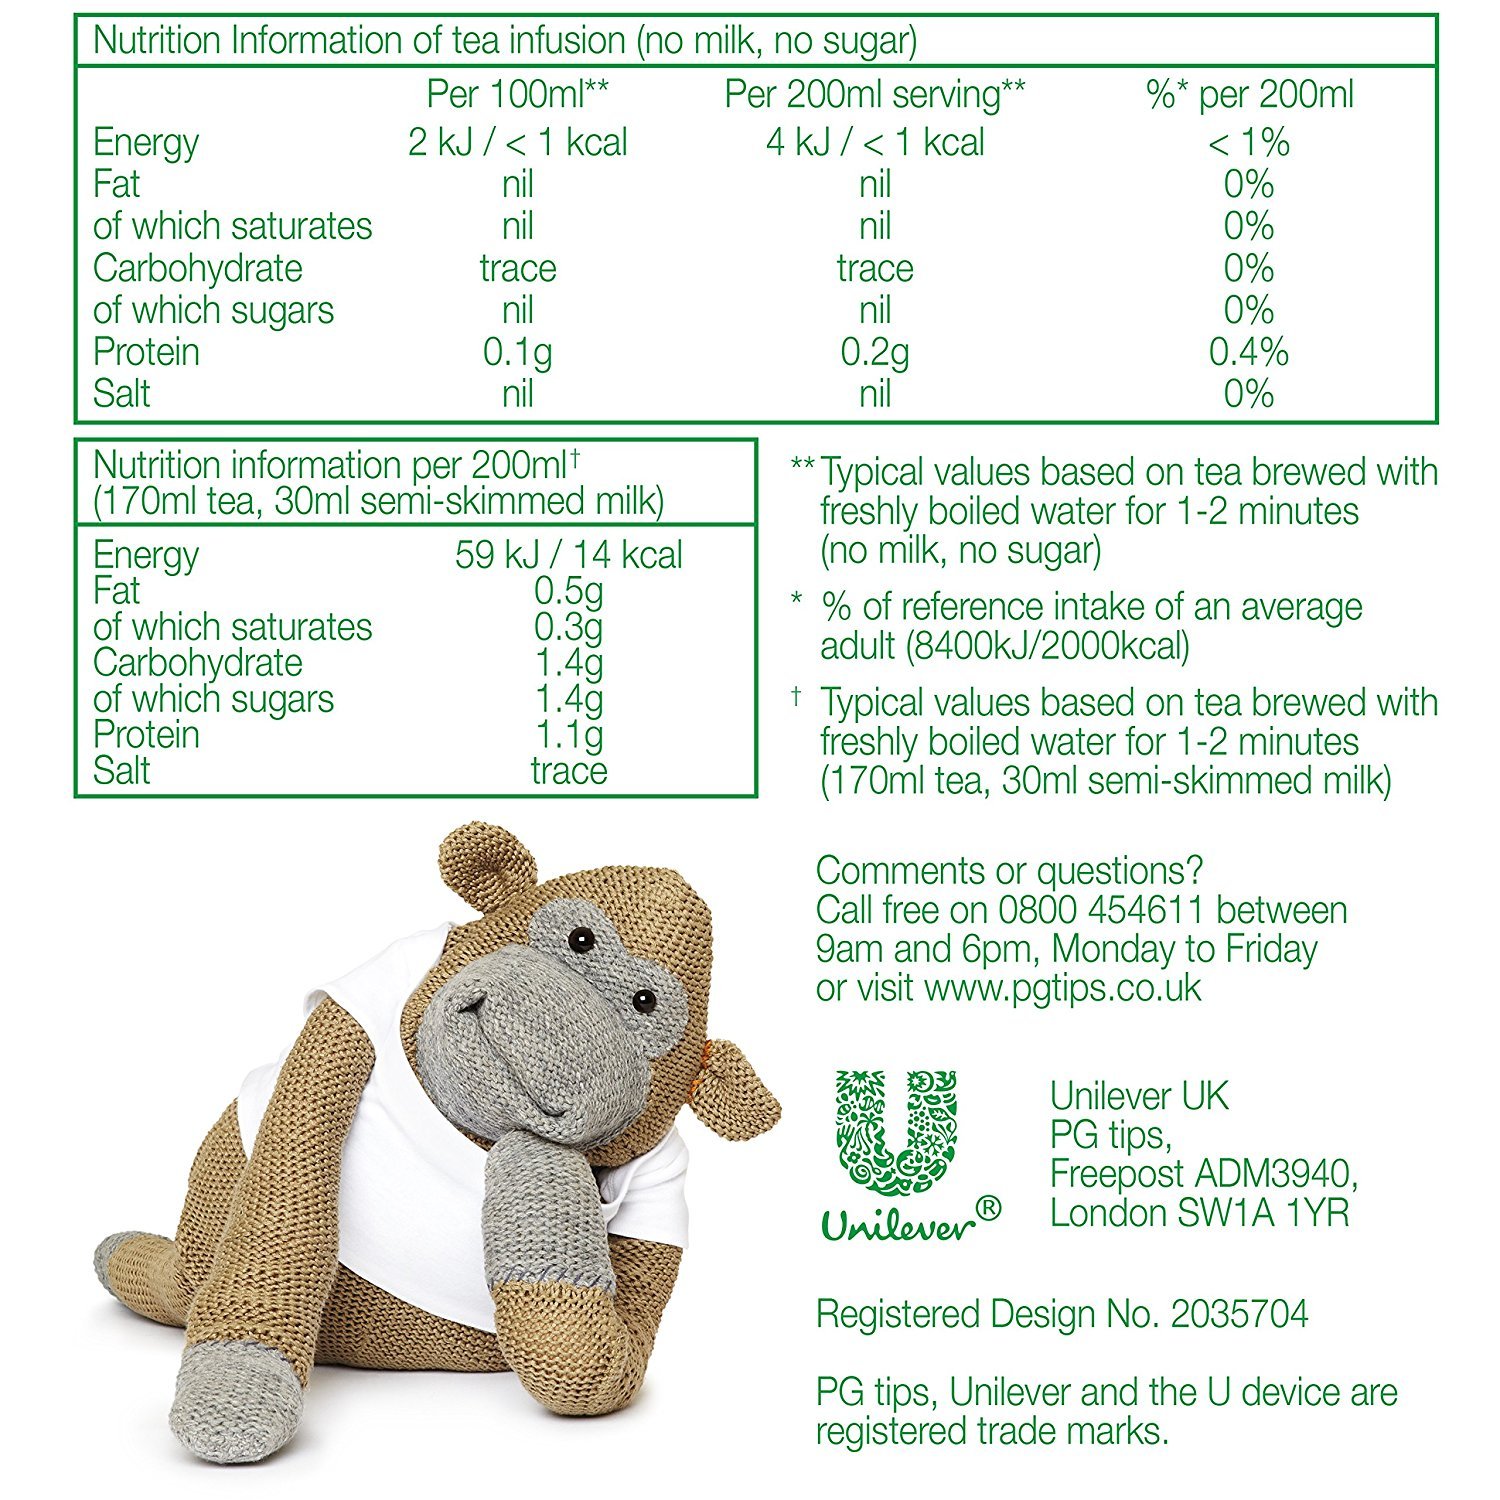 Nutrition Information of tea infusion (no milk, no sugar)
Per 100ml** Per 200ml serving** %* per 200ml
Energy 2 kJ / < 1 kcal 4 kJ / < 1 kcal < 1%
Fat nil nil 0%
of which saturates nil nil 0%
Carbohydrate trace trace 0%
of which sugars nil nil 0%
Protein 0.1g 0.2g 0.4%
Salt nil nil 0%
Nutrition information per 200ml†
(170ml tea, 30ml semi-skimmed milk)
Energy 59 kJ / 14 kcal
Fat 0.5g
of which saturates 0.3g
Carbohydrate 1.4g
of which sugars 1.4g
Protein 1.1g
Salt trace
** Typical values based on tea brewed with
freshly boiled water for 1-2 minutes
(no milk, no sugar)
* % of reference intake of an average
adult (8400kJ/2000kcal)
† Typical values based on tea brewed with
freshly boiled water for 1-2 minutes
(170ml tea, 30ml semi-skimmed milk)
Comments or questions?
Call free on 0800 454611 between
9am and 6pm, Monday to Friday
or visit www.pgtips.co.uk
Unilever®
Unilever UK
PG tips,
Freepost ADM3940,
London SW1A 1YR
Registered Design No. 2035704
PG tips, Unilever and the U device are
registered trade marks.